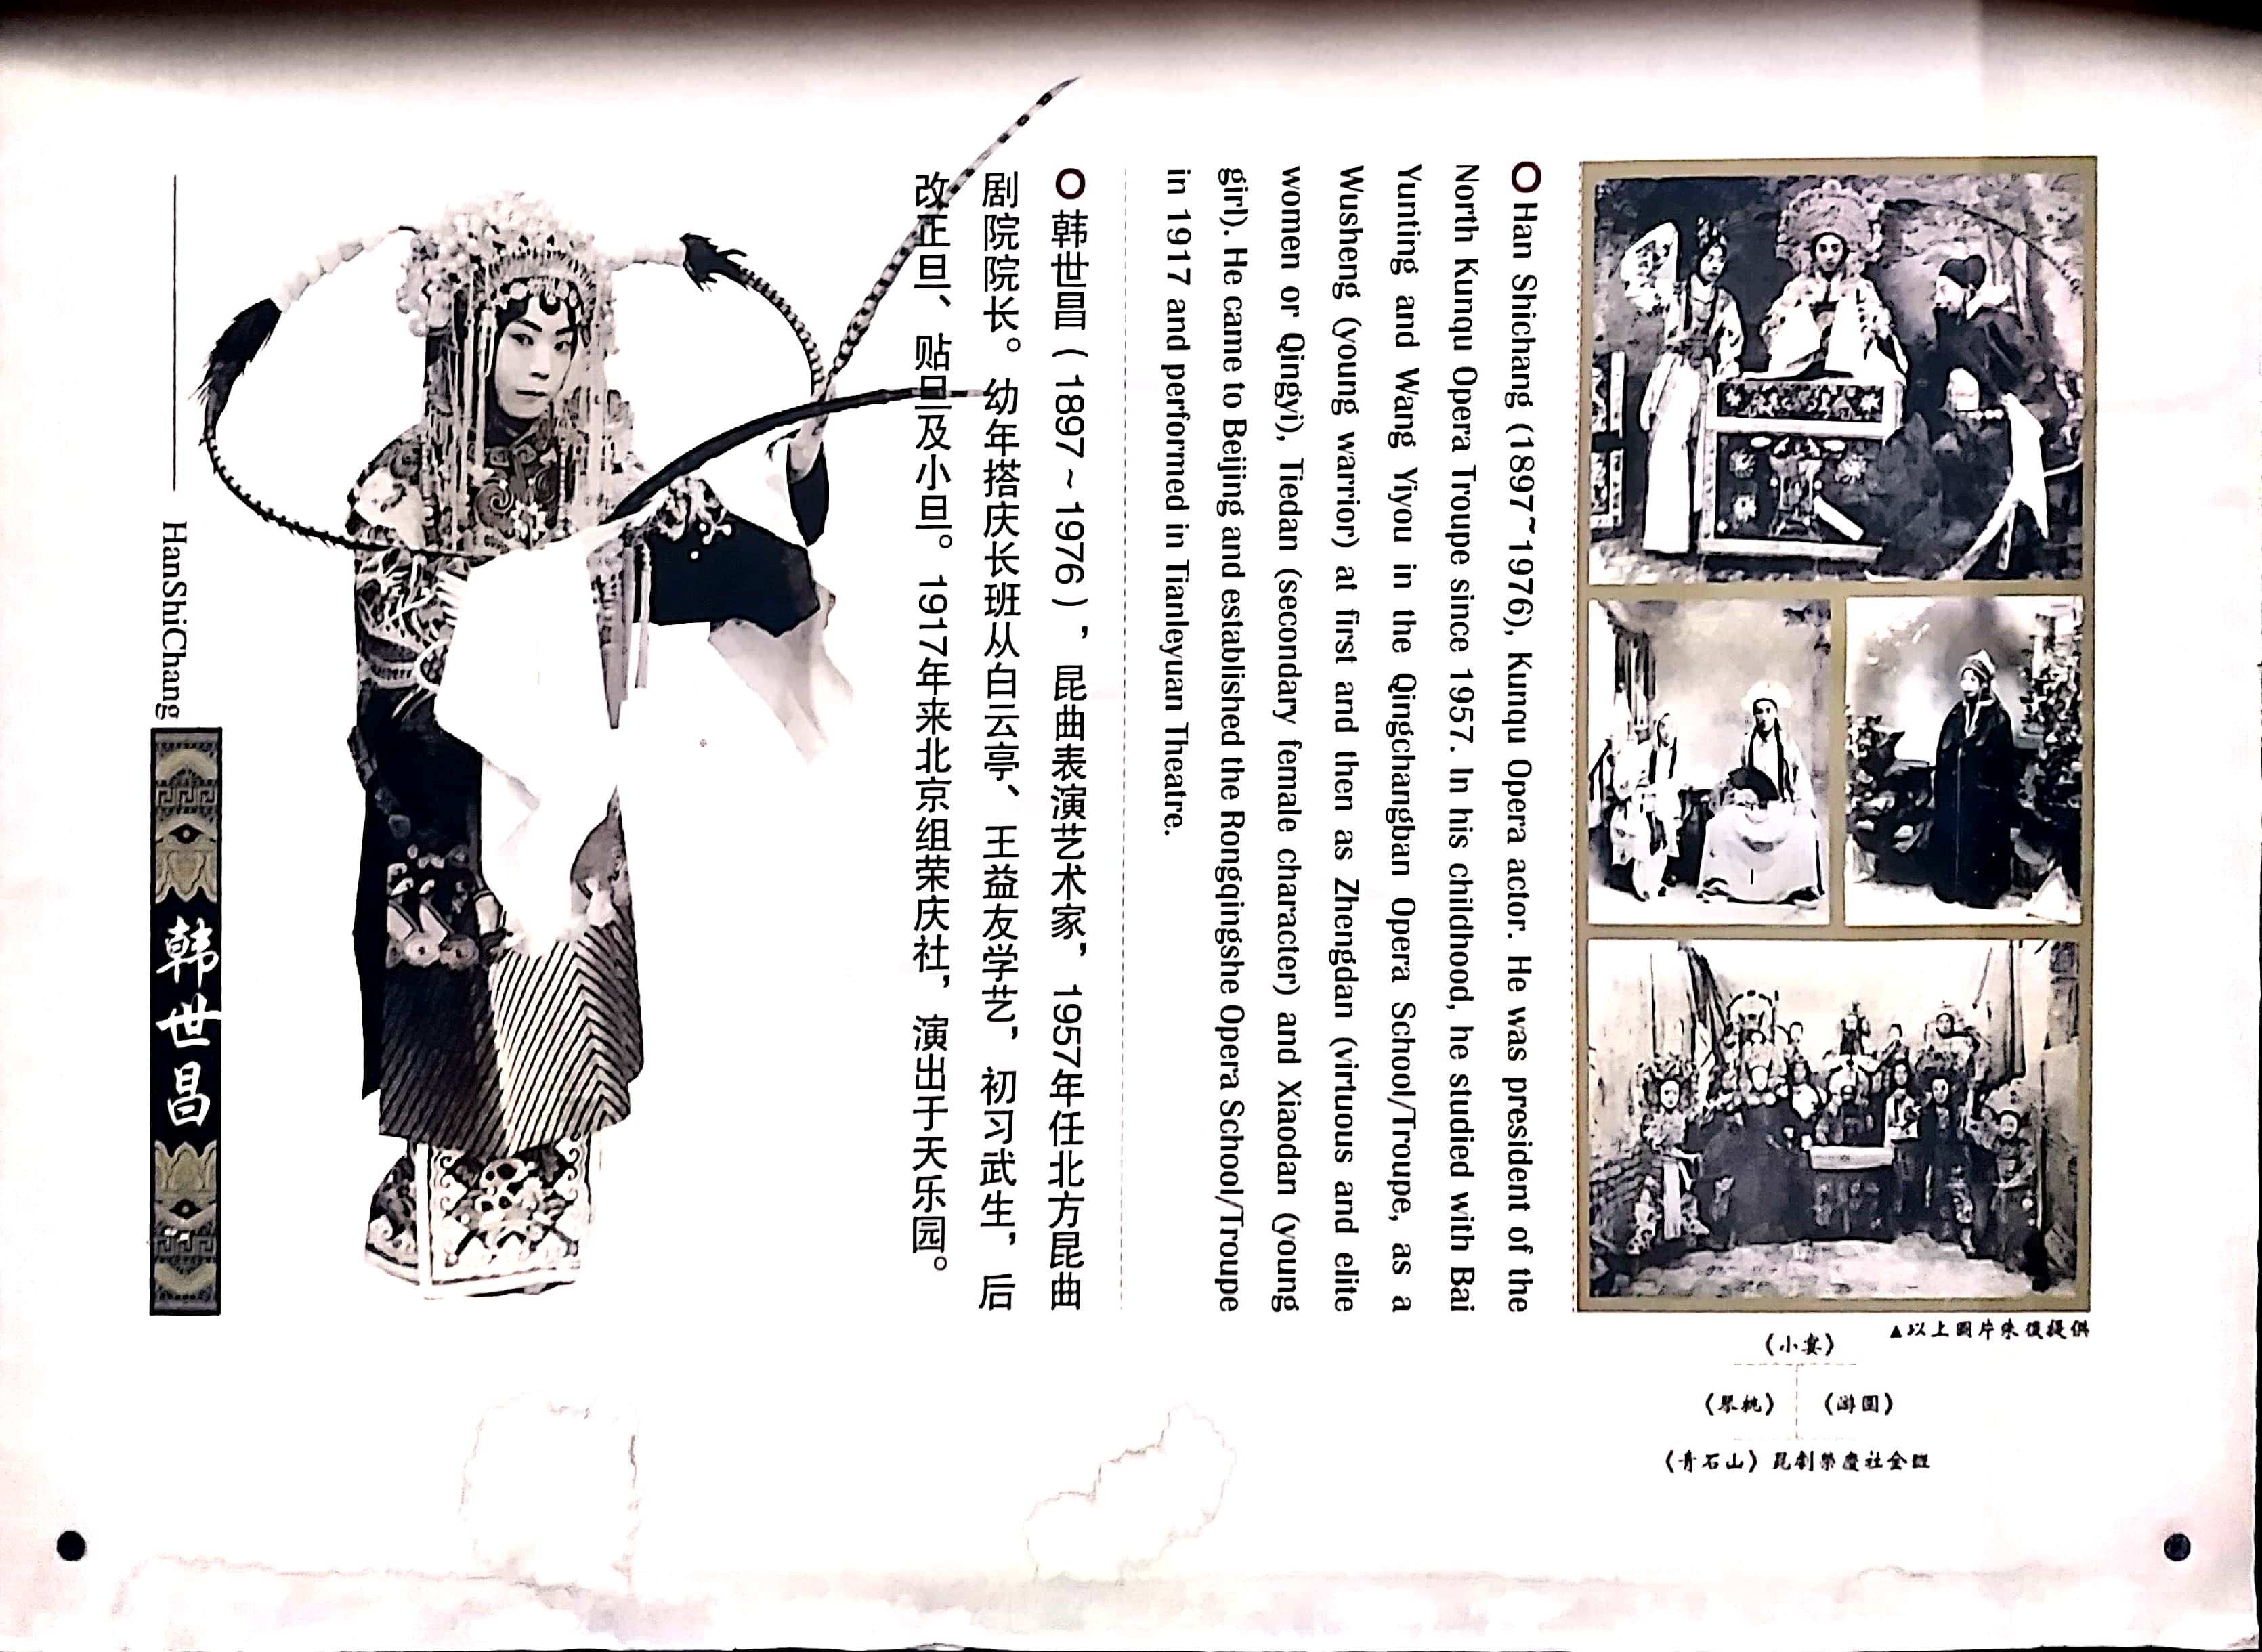 HanShiChang
韩世昌
○ 韩世昌（1897～1976），昆曲表演艺术家，1957年任北方昆曲
剧院院长。幼年搭庆长班从白云亭、王益友学艺，初习武生，后
改正旦、贴旦及小旦。1917年来北京组荣庆社，演出于天乐园。
○ Han Shichang (1897~1976), Kunqu Opera actor. He was president of the
North Kunqu Opera Troupe since 1957. In his childhood, he studied with Bai
Yunting and Wang Yiyou in the Qingchangban Opera School/Troupe, as a
Wusheng (young warrior) at first and then as Zhengdan (virtuous and elite
women or Qingyi), Tiedan (secondary female character) and Xiaodan (young
girl). He came to Beijing and established the Rongqingshe Opera School/Troupe
in 1917 and performed in Tianleyuan Theatre.
▲以上圖片朱復提供
《小宴》
《琴挑》 《游園》
《青石山》昆劇榮慶社全班